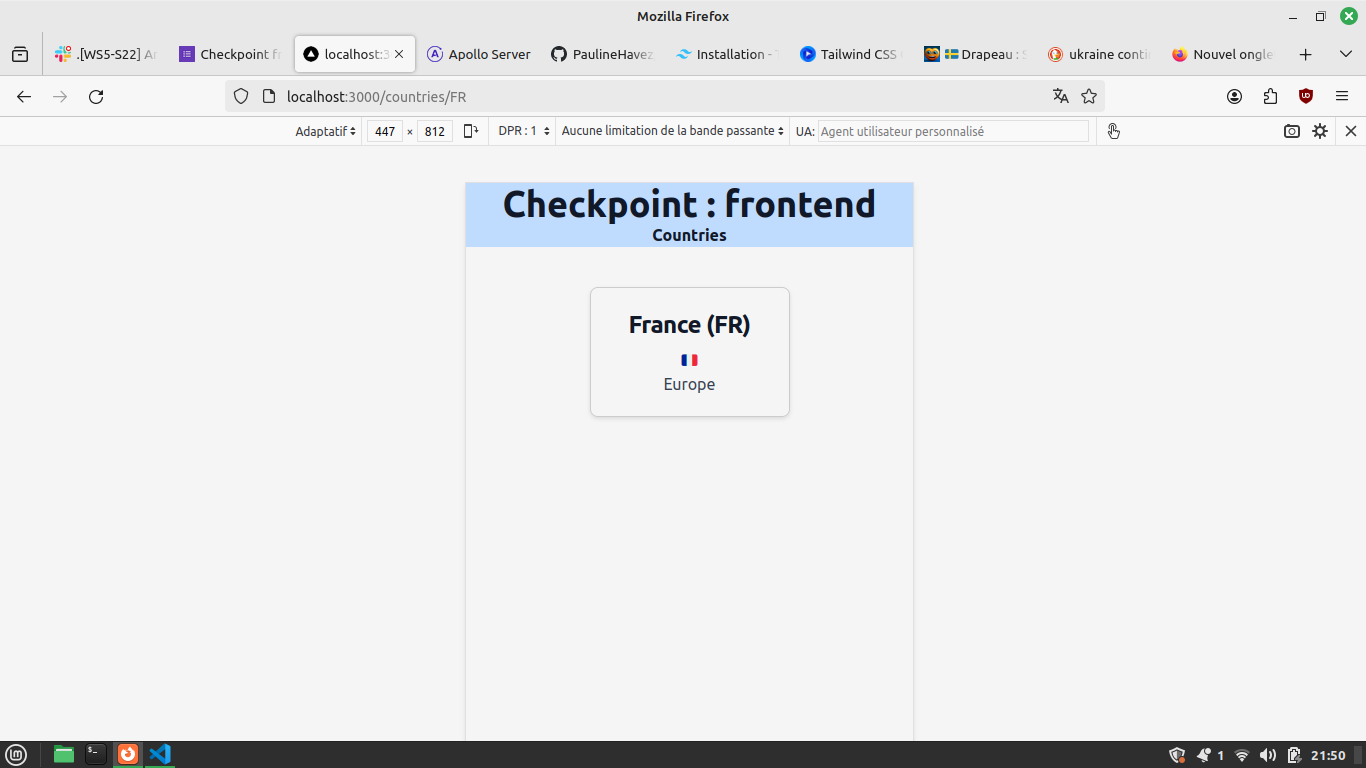 Mozilla Firefox
.[WS5-S22] Ar
Checkpoint fr
localhost:3
Apollo Server
PaulineHavez
Installation -
Tailwind CSS
🇸🇪 Drapeau : S
ukraine conti
Nouvel ongle
localhost:3000/countries/FR
Adaptatif 447 × 812 DPR : 1 Aucune limitation de la bande passante UA: Agent utilisateur personnalisé
Checkpoint : frontend
Countries
France (FR)
🇫🇷
Europe
1 21:50